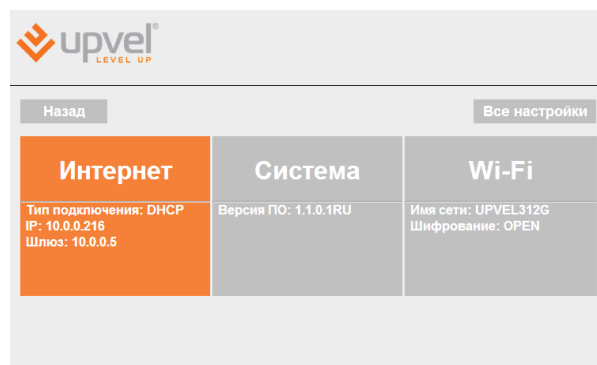 upvel®
LEVEL UP
Назад
Все настройки
Интернет
Система
Wi-Fi
Тип подключения: DHCP
IP: 10.0.0.216
Шлюз: 10.0.0.5
Версия ПО: 1.1.0.1RU
Имя сети: UPVEL312G
Шифрование: OPEN